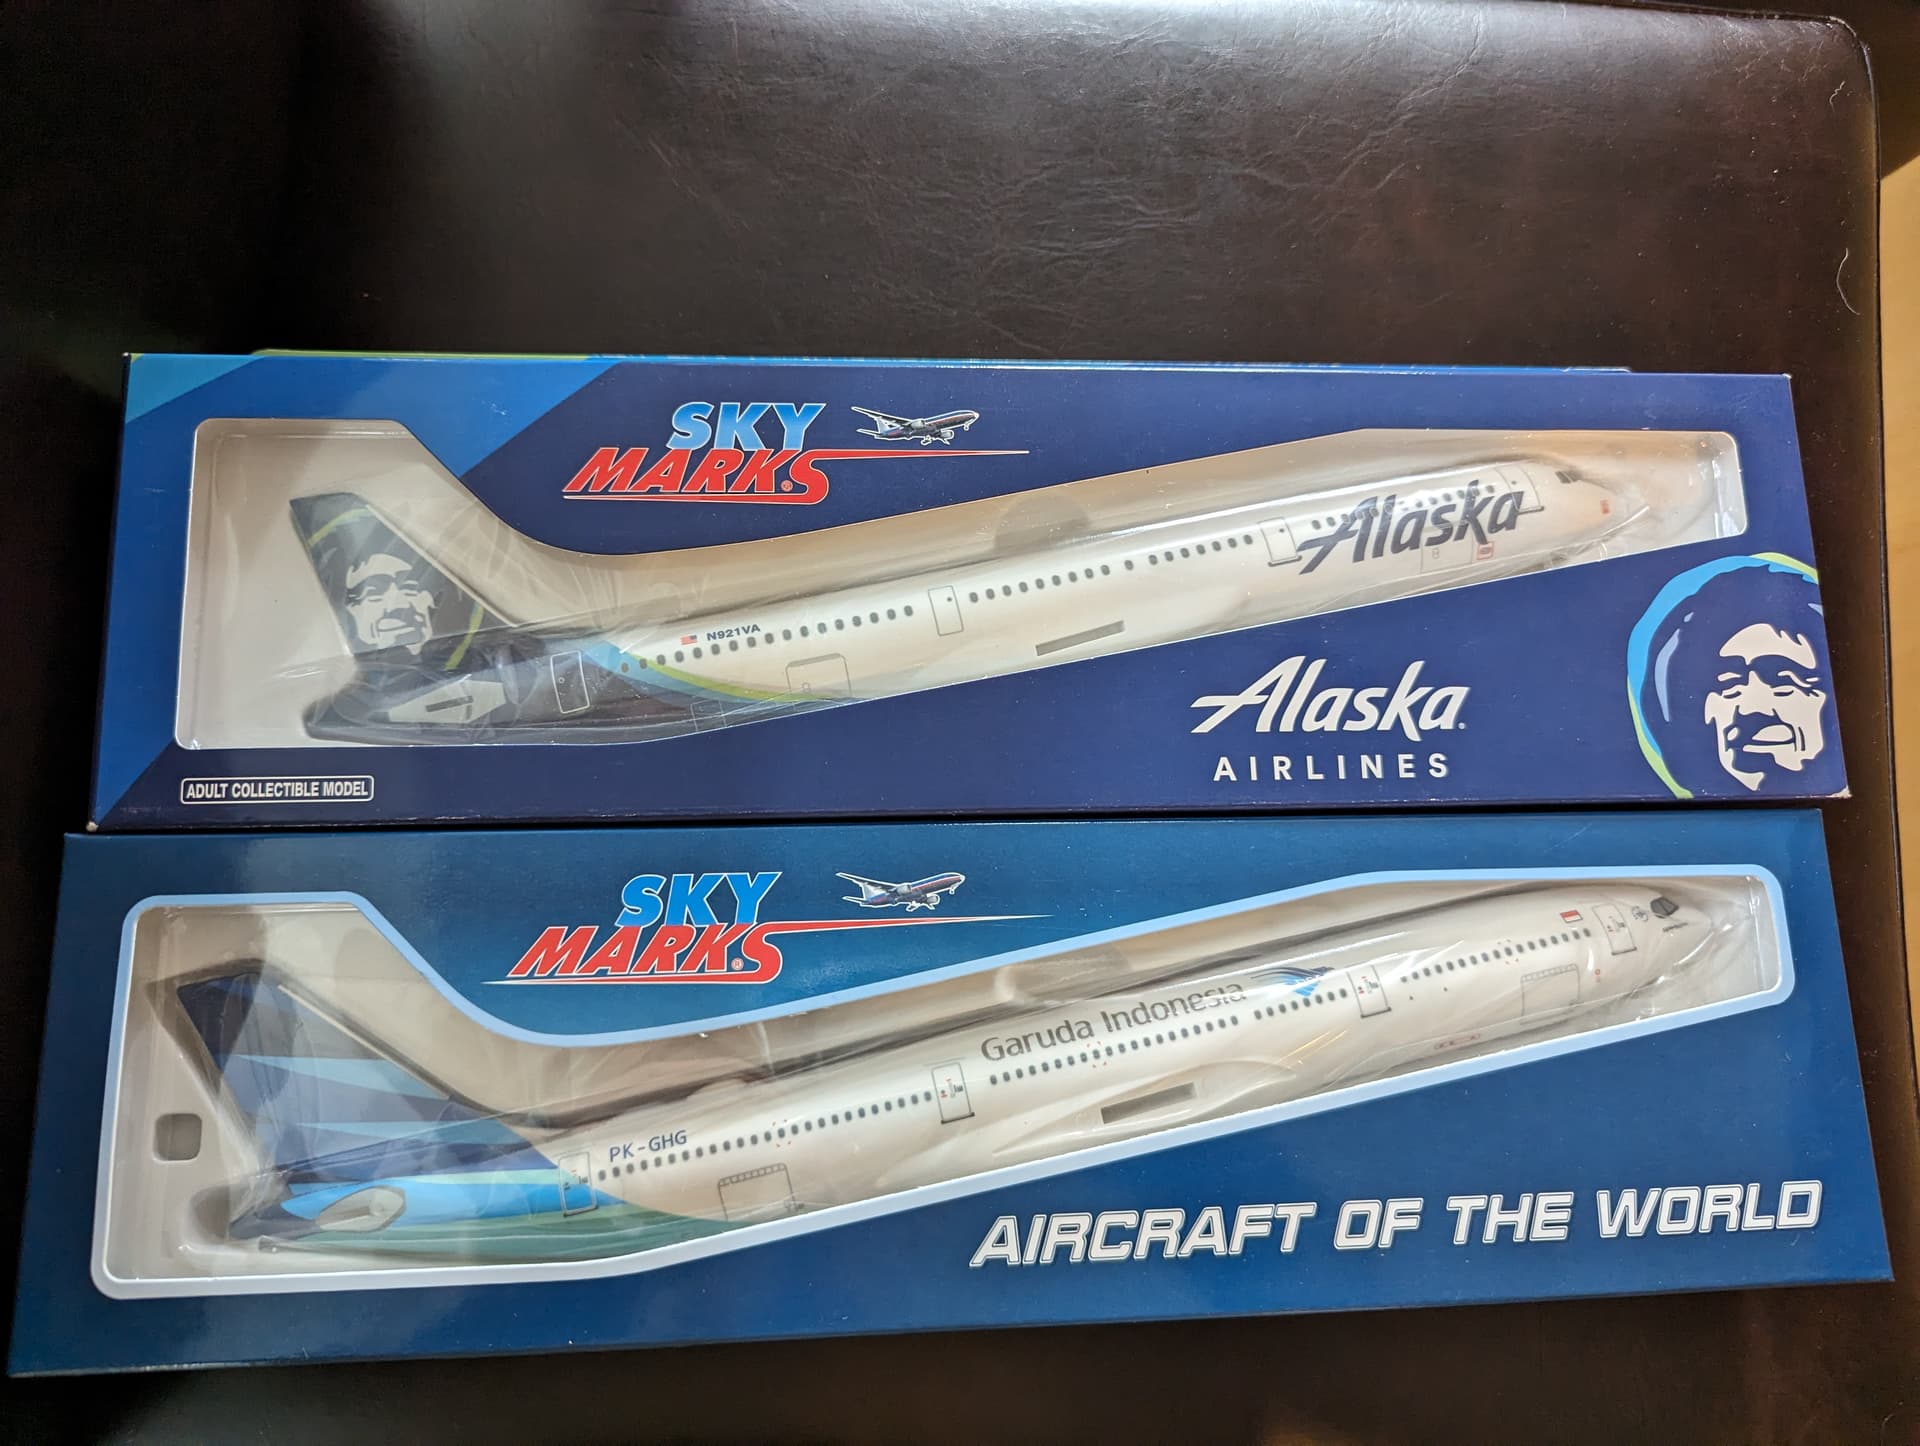 SKY
MARKS®
Alaska
N921VA
Alaska
AIRLINES
ADULT COLLECTIBLE MODEL
SKY
MARKS®
Garuda Indonesia
PK-GHG
AIRCRAFT OF THE WORLD